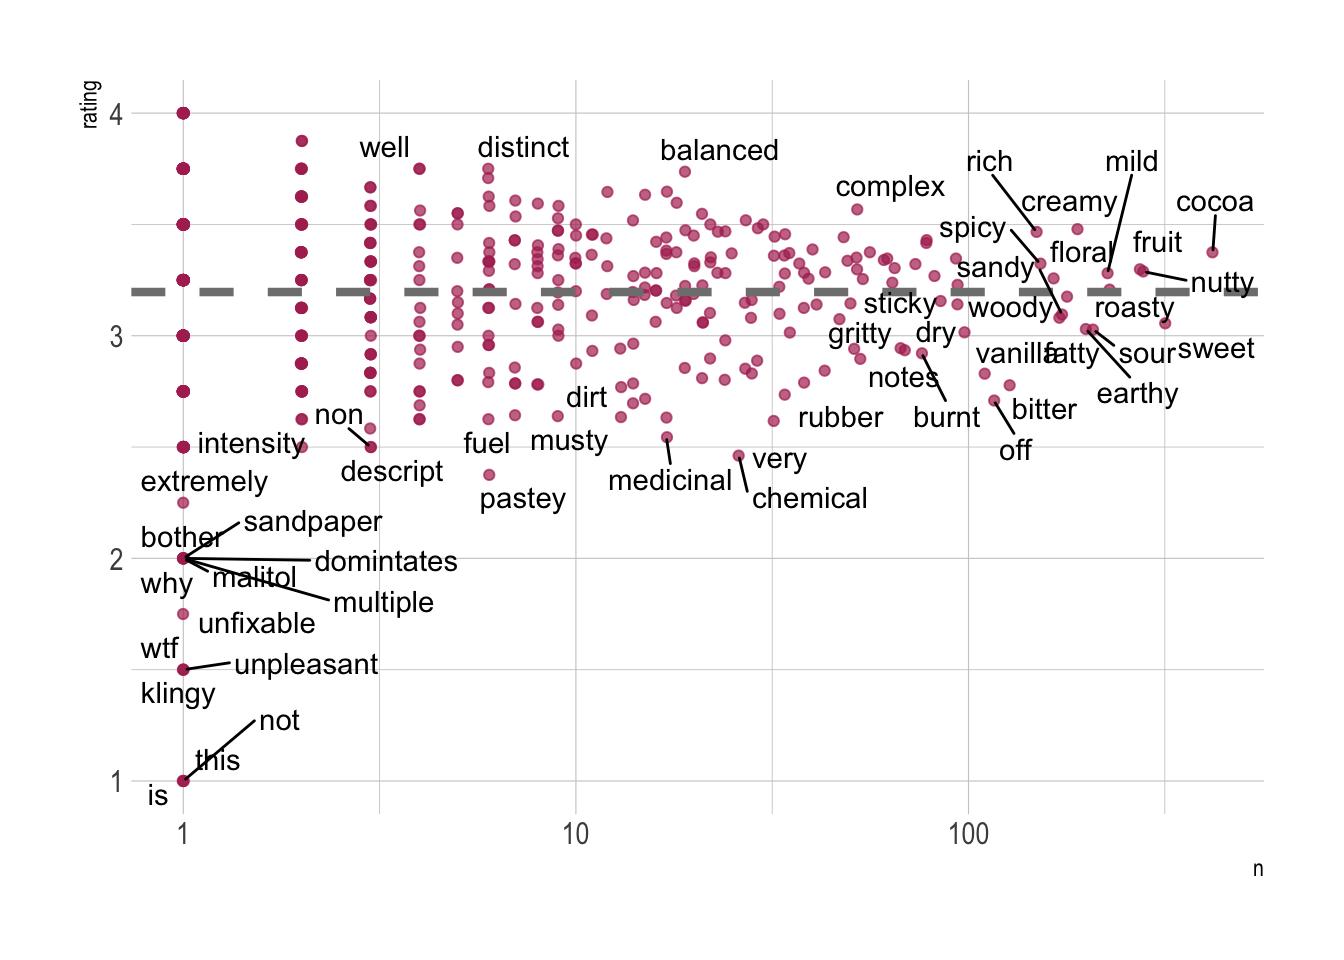 rating
4
well
distinct
balanced
rich
mild
complex
creamy
cocoa
spicy
floral
fruit
sandy
nutty
sticky
woody
roasty
3
gritty
dry
vanilla
fatty
sour
sweet
notes
earthy
dirt
non
rubber
burnt
bitter
intensity
fuel
musty
off
very
descript
extremely
medicinal
pastey
chemical
sandpaper
bother
2
domintates
why
malitol
multiple
unfixable
wtf
unpleasant
klingy
not
this
1
is
1
10
100
n